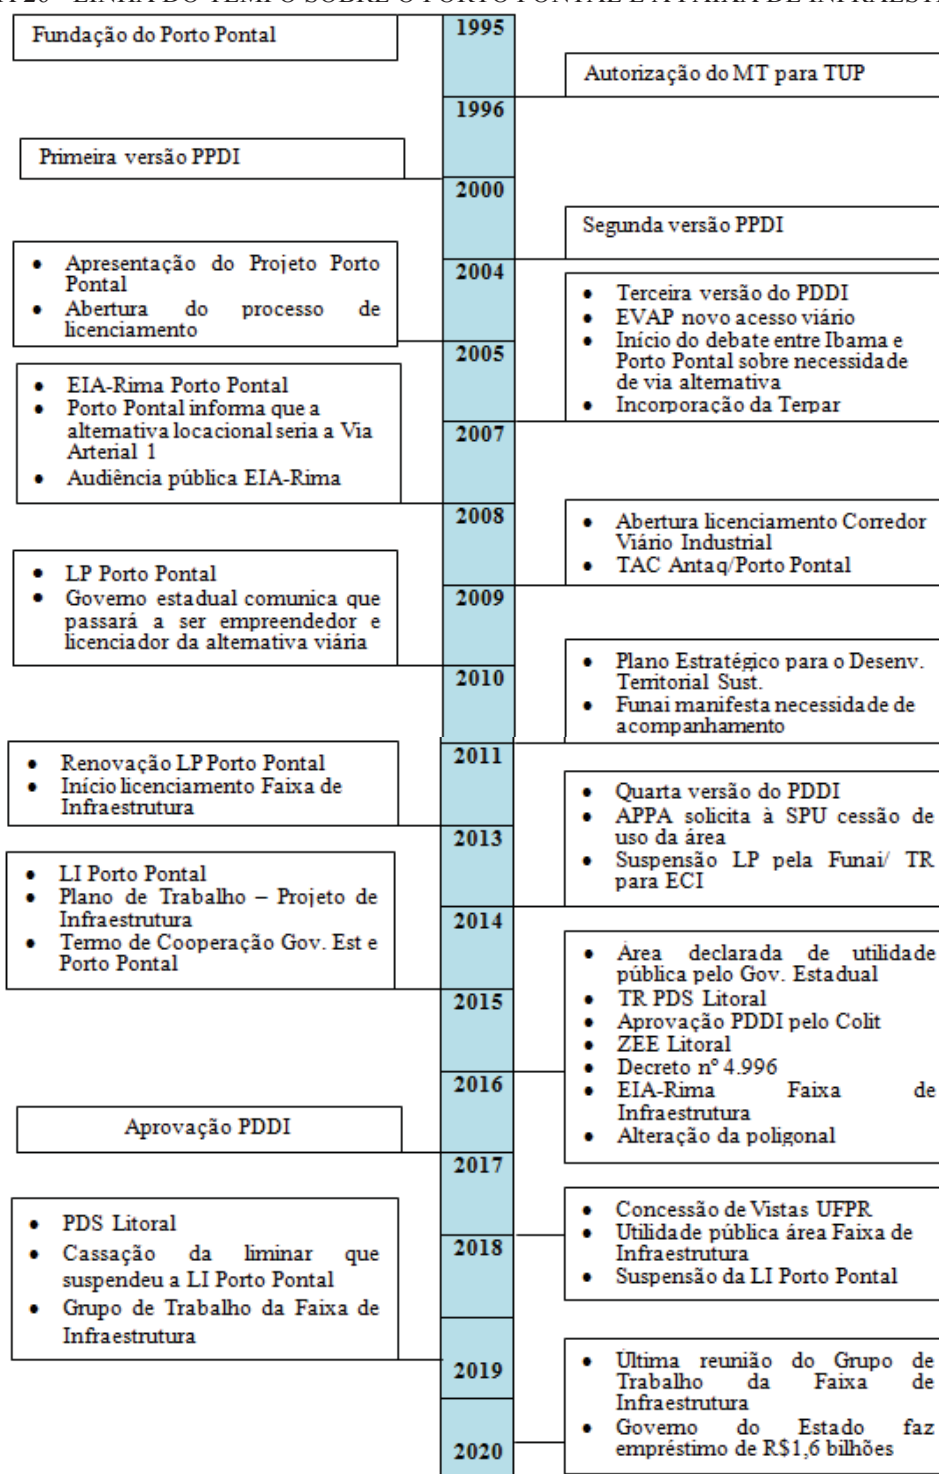 LINHA DO TEMPO SOBRE O PORTO PONTAL E A FAIXA DE
Fundação do Porto Pontal
1995
Autorização do MT para TUP
1996
Primeira versão PPDI
2000
Segunda versão PPDI
• Apresentação do Projeto Porto
Pontal
• Abertura do processo de
licenciamento
2004
• Terceira versão do PDDI
• EVAP novo acesso viário
• Início do debate entre Ibama e
Porto Pontal sobre necessidade
de via alternativa
• Incorporação da Terpar
2005
• EIA-Rima Porto Pontal
• Porto Pontal informa que a
alternativa locacional seria a Via
Arterial 1
• Audiência pública EIA-Rima
2007
2008
• Abertura licenciamento Corredor
Viário Industrial
• TAC Antaq/Porto Pontal
• LP Porto Pontal
• Governo estadual comunica que
passará a ser empreendedor e
licenciador da alternativa viária
2009
• Plano Estratégico para o Desenv.
Territorial Sust.
• Funai manifesta necessidade de
acompanhamento
2010
• Renovação LP Porto Pontal
• Início licenciamento Faixa de
Infraestrutura
2011
• Quarta versão do PDDI
• APPA solicita à SPU cessão de
uso da área
• Suspensão LP pela Funai/ TR
para ECI
2013
• LI Porto Pontal
• Plano de Trabalho – Projeto de
Infraestrutura
• Termo de Cooperação Gov. Est e
Porto Pontal
2014
• Área declarada de utilidade
pública pelo Gov. Estadual
• TR PDS Litoral
• Aprovação PDDI pelo Colit
• ZEE Litoral
• Decreto nº 4.996
• EIA-Rima Faixa de
Infraestrutura
• Alteração da poligonal
2015
2016
Aprovação PDDI
2017
• Concessão de Vistas UFPR
• Utilidade pública área Faixa de
Infraestrutura
• Suspensão da LI Porto Pontal
• PDS Litoral
• Cassação da liminar que
suspendeu a LI Porto Pontal
• Grupo de Trabalho da Faixa de
Infraestrutura
2018
2019
• Última reunião do Grupo de
Trabalho da Faixa de
Infraestrutura
• Governo do Estado faz
empréstimo de R$1,6 bilhões
2020